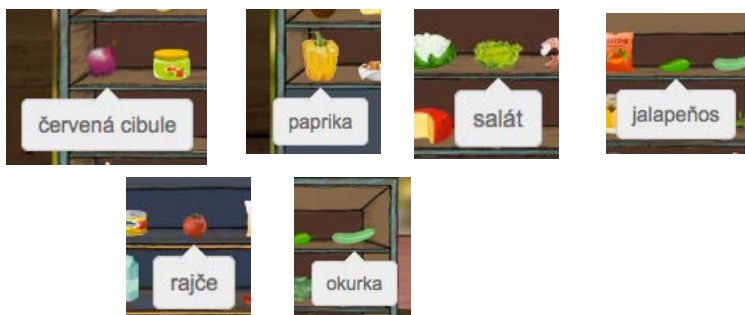 červená cibule
paprika
salát
jalapeňos
rajče
okurka